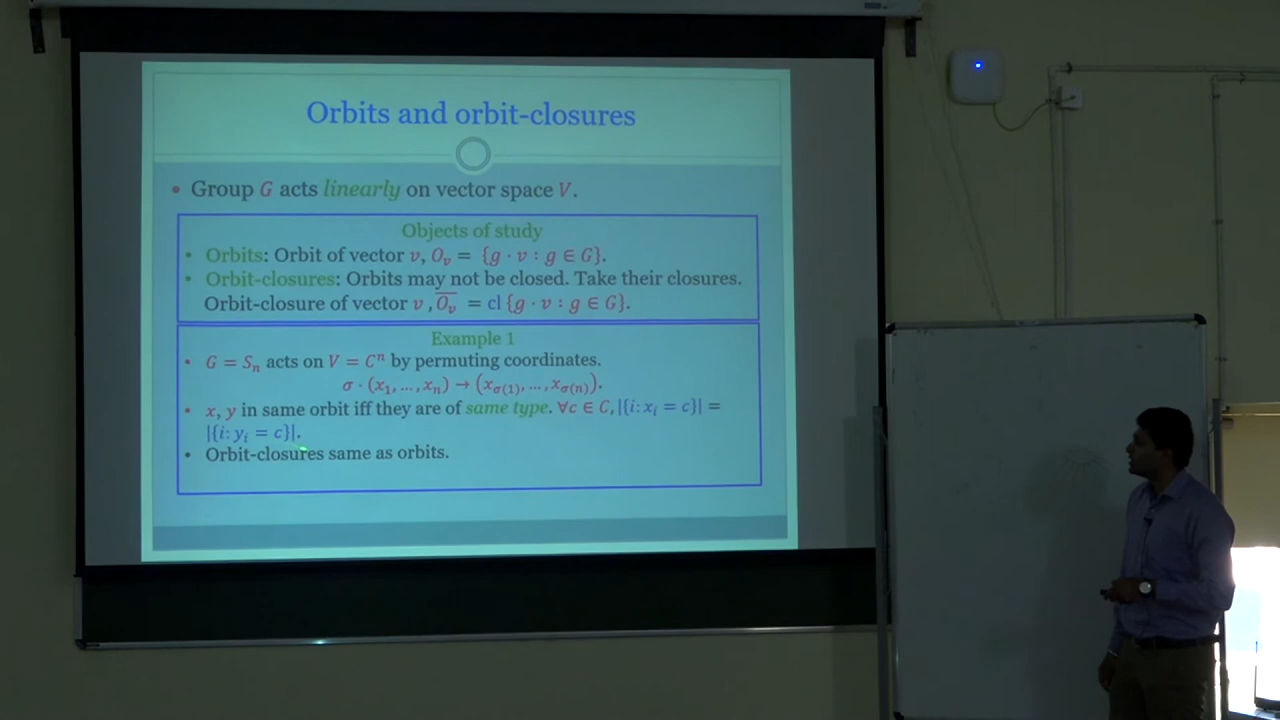 Orbits and orbit-closures
• Group G acts linearly on vector space V.
Objects of study
• Orbits: Orbit of vector v, O_v = {g · v : g ∈ G}.
• Orbit-closures: Orbits may not be closed. Take their closures.
Orbit-closure of vector v , \overline{O_v} = cl {g · v : g ∈ G}.
Example 1
• G = S_n acts on V = C^n by permuting coordinates.
σ · (x_1, … , x_n) → (x_{σ(1)}, … , x_{σ(n)}).
• x, y in same orbit iff they are of same type. ∀c ∈ C, |{i: x_i = c}| =
|{i: y_i = c}|.
• Orbit-closures same as orbits.